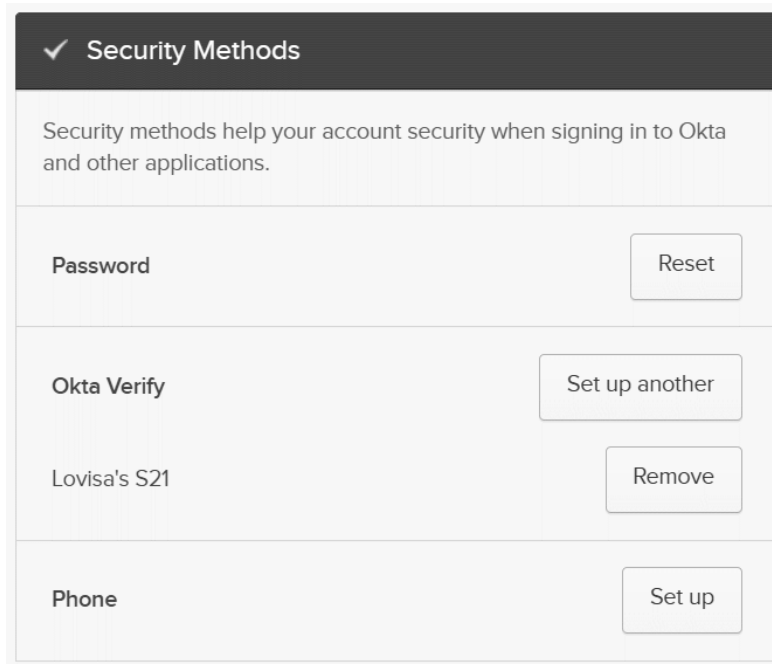 Security Methods
Security methods help your account security when signing in to Okta
and other applications.
Password
Reset
Okta Verify
Set up another
Lovisa's S21
Remove
Phone
Set up